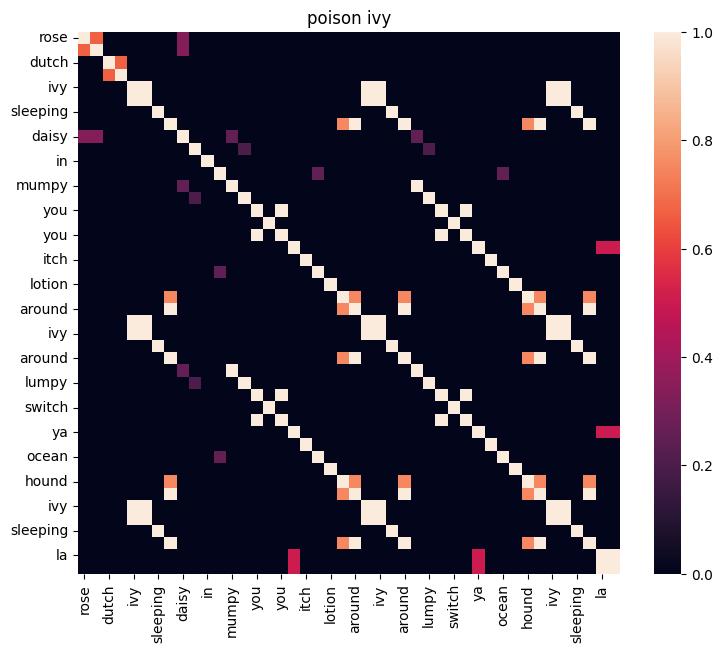 poison ivy
rose
dutch
ivy
sleeping
daisy
in
mumpy
you
you
itch
lotion
around
ivy
around
lumpy
switch
ya
ocean
hound
ivy
sleeping
la
rose
dutch
ivy
sleeping
daisy
in
mumpy
you
you
itch
lotion
around
ivy
around
lumpy
switch
ya
ocean
hound
ivy
sleeping
la
1.0
0.8
0.6
0.4
0.2
0.0